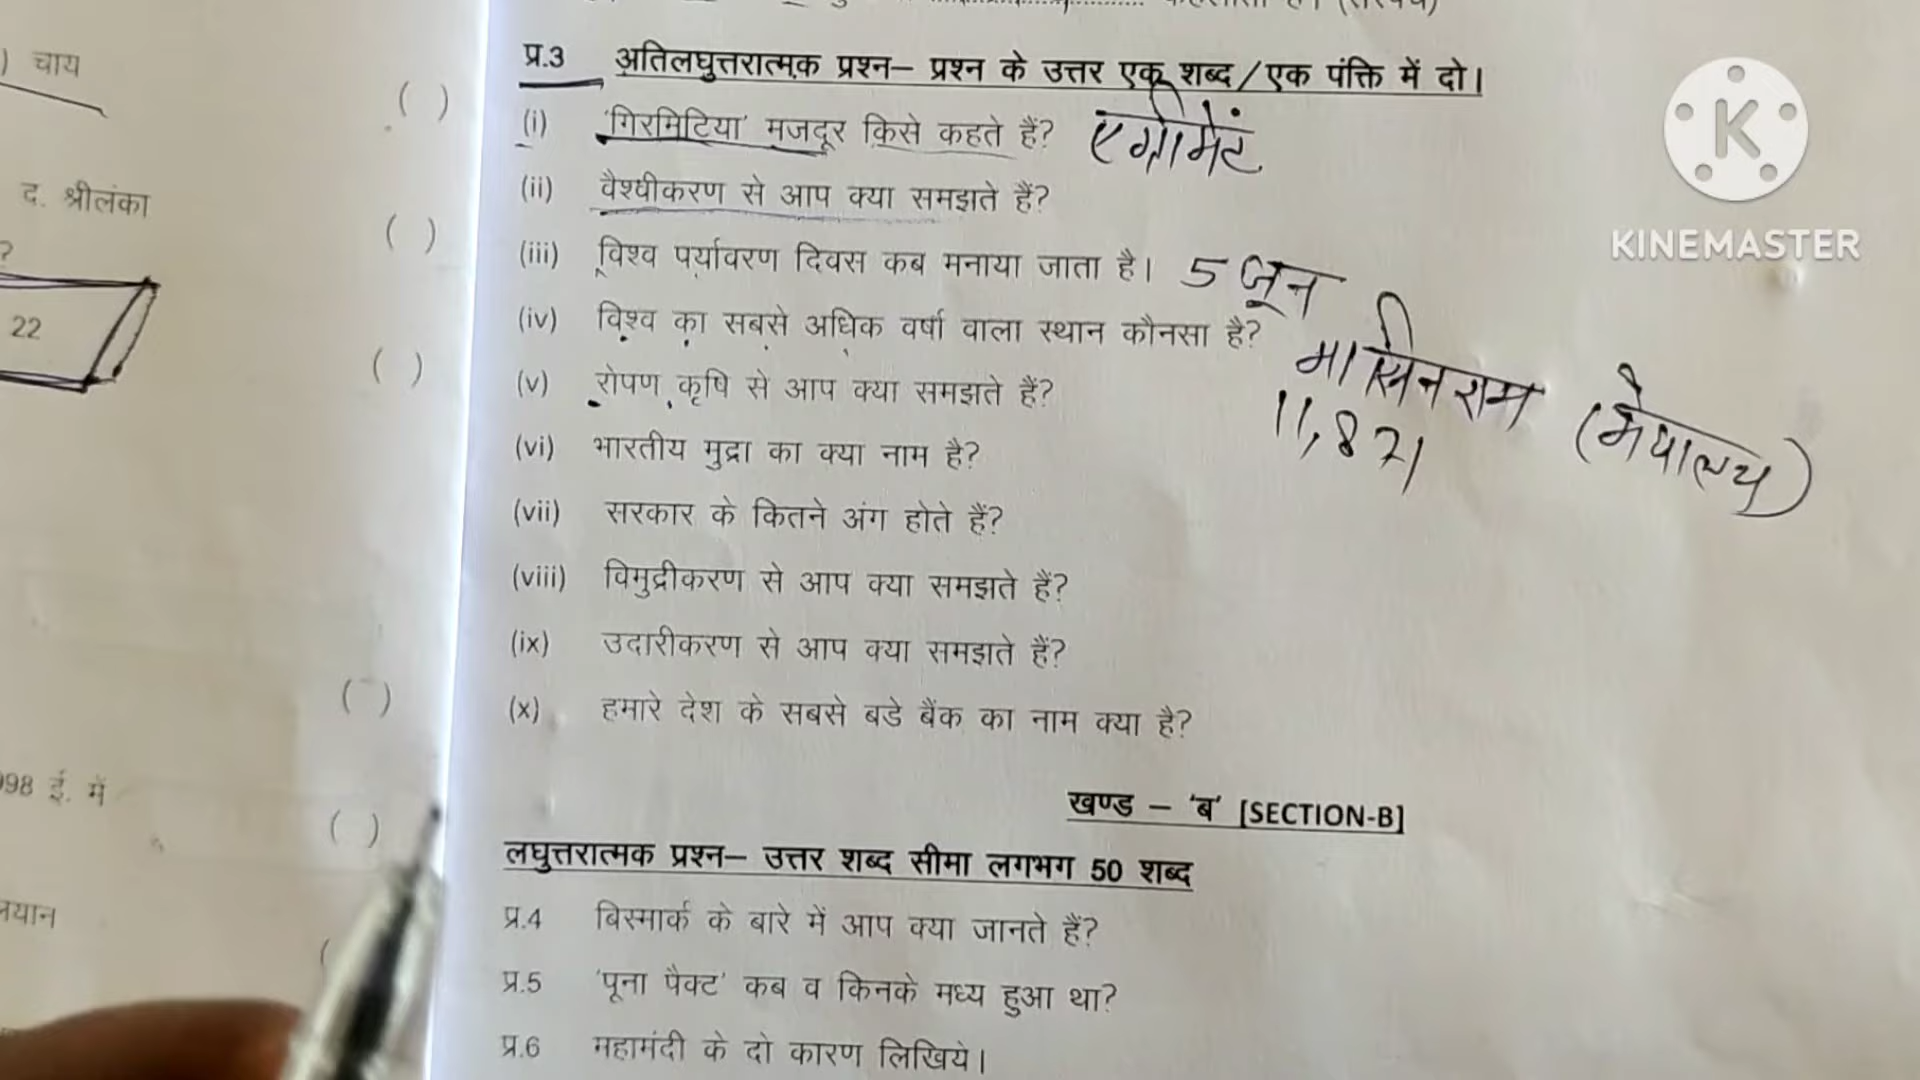 कहलाता है। (सत्यय)
प्र.3 अतिलघुत्तरात्मक प्रश्न– प्रश्न के उत्तर एक शब्द/एक पंक्ति में दो।
(i) 'गिरमिटिया' मजदूर किसे कहते हैं? एग्रीमेंट
(ii) वैश्वीकरण से आप क्या समझते हैं?
(iii) विश्व पर्यावरण दिवस कब मनाया जाता है। 5 जून
(iv) विश्व का सबसे अधिक वर्षा वाला स्थान कौनसा है?
मासिनराम (मेघालय)
11,871
(v) रोपण कृषि से आप क्या समझते हैं?
(vi) भारतीय मुद्रा का क्या नाम है?
(vii) सरकार के कितने अंग होते हैं?
(viii) विमुद्रीकरण से आप क्या समझते हैं?
(ix) उदारीकरण से आप क्या समझते हैं?
(x) हमारे देश के सबसे बडे बैंक का नाम क्या है?
खण्ड – 'ब' [SECTION-B]
लघुत्तरात्मक प्रश्न– उत्तर शब्द सीमा लगभग 50 शब्द
प्र.4 बिस्मार्क के बारे में आप क्या जानते हैं?
प्र.5 'पूना पैक्ट' कब व किनके मध्य हुआ था?
प्र.6 महामंदी के दो कारण लिखिये।
) चाय
( )
द. श्रीलंका
( )
?
22
( )
( )
998 ई. में
( )
K
KINEMASTER